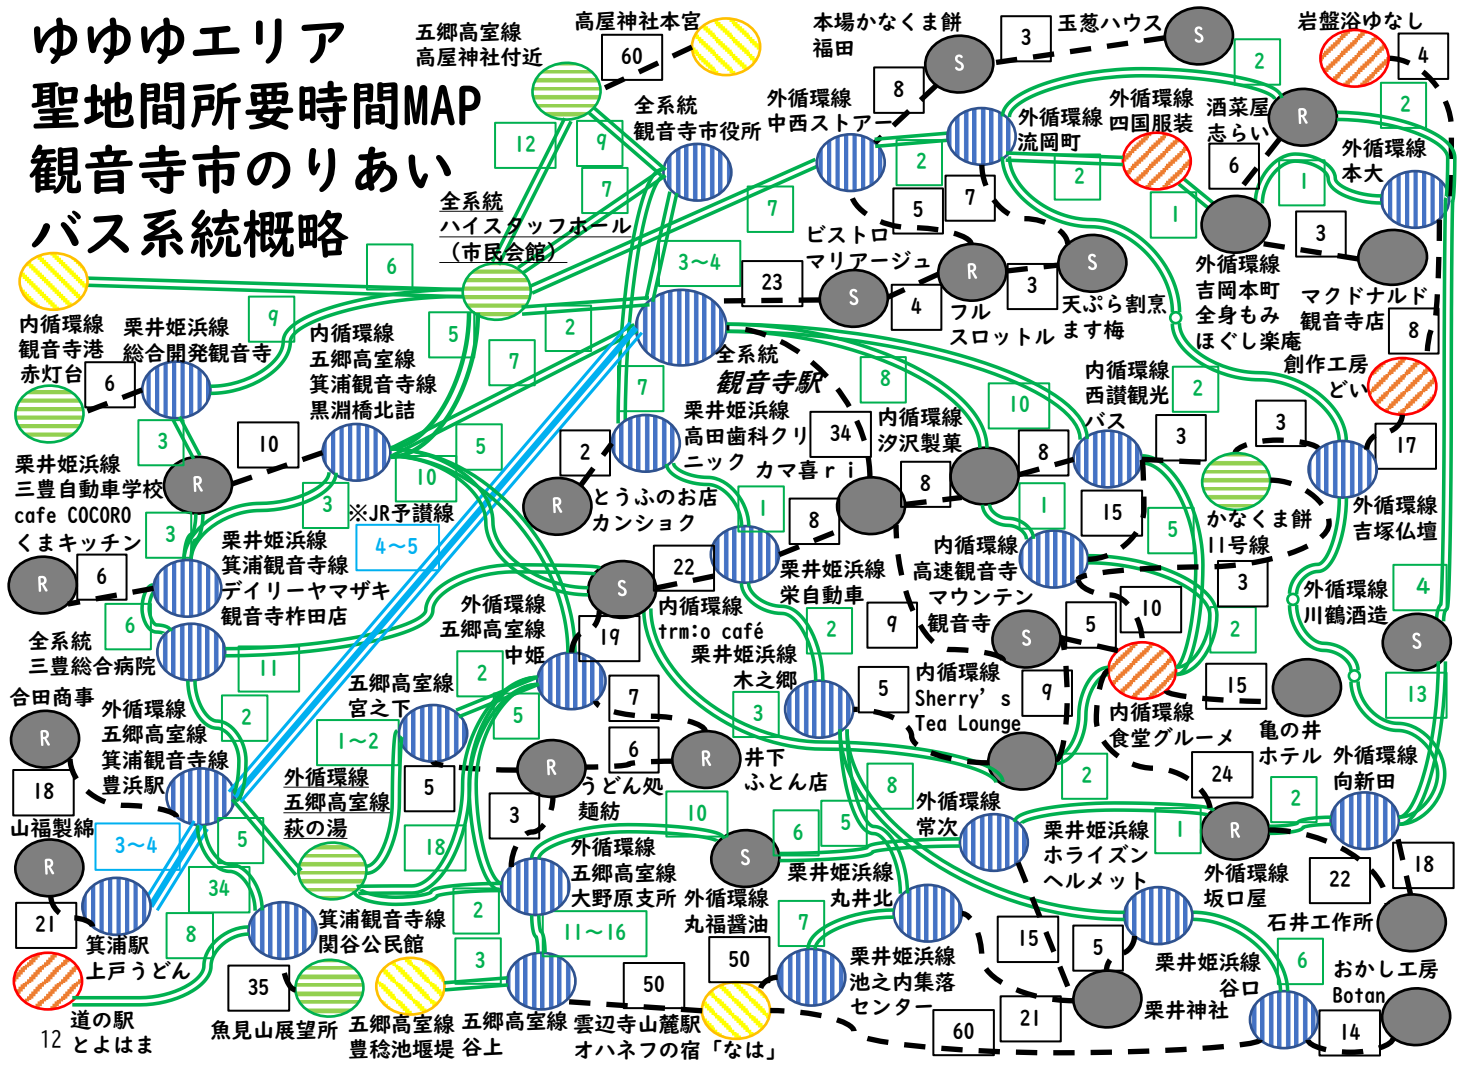 ゆゆゆエリア
聖地間所要時間MAP
観音寺市のりあい
バス系統概略
五郷高室線
高屋神社付近
高屋神社本宮
60
本場かなくま餅
福田
3
玉葱ハウス
S
S
岩盤浴ゆなし
4
2
12
9
7
全系統
観音寺市役所
外循環線
中西ストアー
8
2
外循環線
流岡町
外循環線
四国服装
2
酒菜屋
志らい
R
6
2
外循環線
本大
1
1
3
全系統
ハイスタッフホール
（市民会館）
7
5
7
ビストロ
マリアージュ
6
3～4
23
S
4
R
フル
スロットル
3
S
天ぷら割烹
ます梅
外循環線
吉岡本町
全身もみ
ほぐし楽庵
マクドナルド
観音寺店
8
創作工房
どい
内循環線
観音寺港
赤灯台
栗井姫浜線
総合開発観音寺
9
内循環線
五郷高室線
箕浦観音寺線
黒淵橋北詰
5
2
7
全系統
観音寺駅
8
10
内循環線
西讃観光
バス
2
6
3
10
7
栗井姫浜線
高田歯科クリ
ニック
34
内循環線
汐沢製菓
8
3
3
17
栗井姫浜線
三豊自動車学校
cafe COCORO
くまキッチン
R
5
10
3
※JR予讃線
4～5
2
R
とうふのお店
カンショク
カマ喜ｒｉ
8
1
8
1
15
5
かなくま餅
11号線
外循環線
吉塚仏壇
3
R
6
栗井姫浜線
箕浦観音寺線
デイリーヤマザキ
観音寺柞田店
22
S
栗井姫浜線
栄自動車
内循環線
高速観音寺
マウンテン
観音寺
3
外循環線
川鶴酒造
4
6
全系統
三豊総合病院
11
外循環線
五郷高室線
中姫
19
内循環線
trm:o café
栗井姫浜線
木之郷
2
9
S
5
10
2
S
合田商事
R
外循環線
五郷高室線
箕浦観音寺線
豊浜駅
2
五郷高室線
宮之下
2
5
7
3
5
内循環線
Sherry’s
Tea Lounge
9
内循環線
食堂グルーメ
15
亀の井
ホテル
13
18
1～2
外循環線
五郷高室線
萩の湯
5
R
うどん処
麺紡
6
R
井下
ふとん店
2
24
外循環線
向新田
山福製綿
R
3～4
5
18
3
10
6
5
8
外循環線
常次
栗井姫浜線
ホライズン
ヘルメット
1
R
2
外循環線
坂口屋
22
18
石井工作所
34
21
箕浦駅
8
上戸うどん
箕浦観音寺線
関谷公民館
2
外循環線
五郷高室線
大野原支所
S
外循環線
丸福醤油
栗井姫浜線
丸井北
11～16
7
3
35
魚見山展望所
五郷高室線
豊稔池堰堤
五郷高室線
谷上
50
50
雲辺寺山麓駅
オハネフの宿「なは」
栗井姫浜線
池之内集落
センター
15
5
栗井神社
21
60
栗井姫浜線
谷口
6
おかし工房
Botan
14
道の駅
とよはま
12